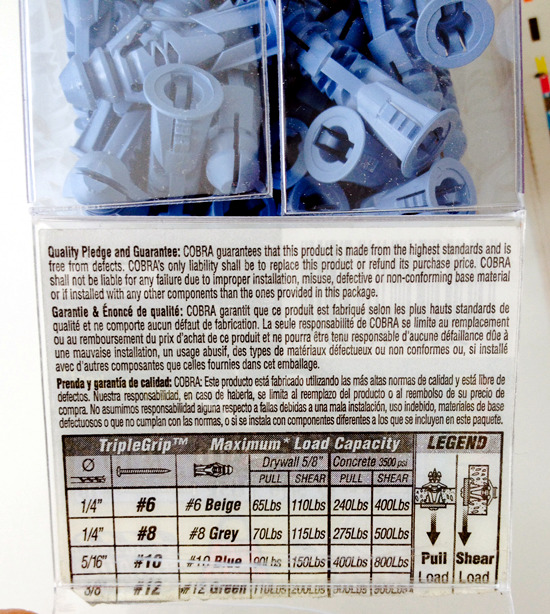 Quality Pledge and Guarantee: COBRA guarantees that this product is made from the highest standards and is
free from defects. COBRA's only liability shall be to replace this product or refund its purchase price. COBRA
shall not be liable for any failure due to improper installation, misuse, defective or non-conforming base material
or if installed with any other components than the ones provided in this package.
Garantie & Énoncé de qualité: COBRA garantit que ce produit est fabriqué selon les plus hauts standards de
qualité et ne comporte aucun défaut de fabrication. La seule responsabilité de COBRA se limite au remplacement
ou au remboursement du prix d'achat de ce produit et ne pourra être tenu responsable d'aucune défaillance dûe à
une mauvaise installation, un usage abusif, des types de matériaux défectueux ou non conformes ou, si installé
avec d'autres composantes que celles fournies dans cet emballage.
Prenda y garantía de calidad: COBRA: Este producto está fabricado utilizando las más altas normas de calidad y está libre de
defectos. Nuestra responsabilidad, en caso de haberla, se limita al reemplazo del producto o al reembolso de su precio de
compra. No asumimos responsabilidad alguna respecto a fallas debidas a una mala instalación, uso indebido, materiales de base
defectuosos o que no cumplan con las normas, o si se instala con componentes diferentes a los que se incluyen en este paquete.
TripleGrip™ Maximum* Load Capacity LEGEND
Ø Drywall 5/8" Concrete 3500 psi
PULL SHEAR PULL SHEAR
1/4" #6 #6 Beige 65Lbs 110Lbs 240Lbs 400Lbs
1/4" #8 #8 Grey 70Lbs 115Lbs 275Lbs 500Lbs
5/16" #10 #10 Blue 90Lbs 150Lbs 400Lbs 800Lbs
3/8" #12 #12 Green 110Lbs 200Lbs 900Lbs
Pull Load
Shear Load